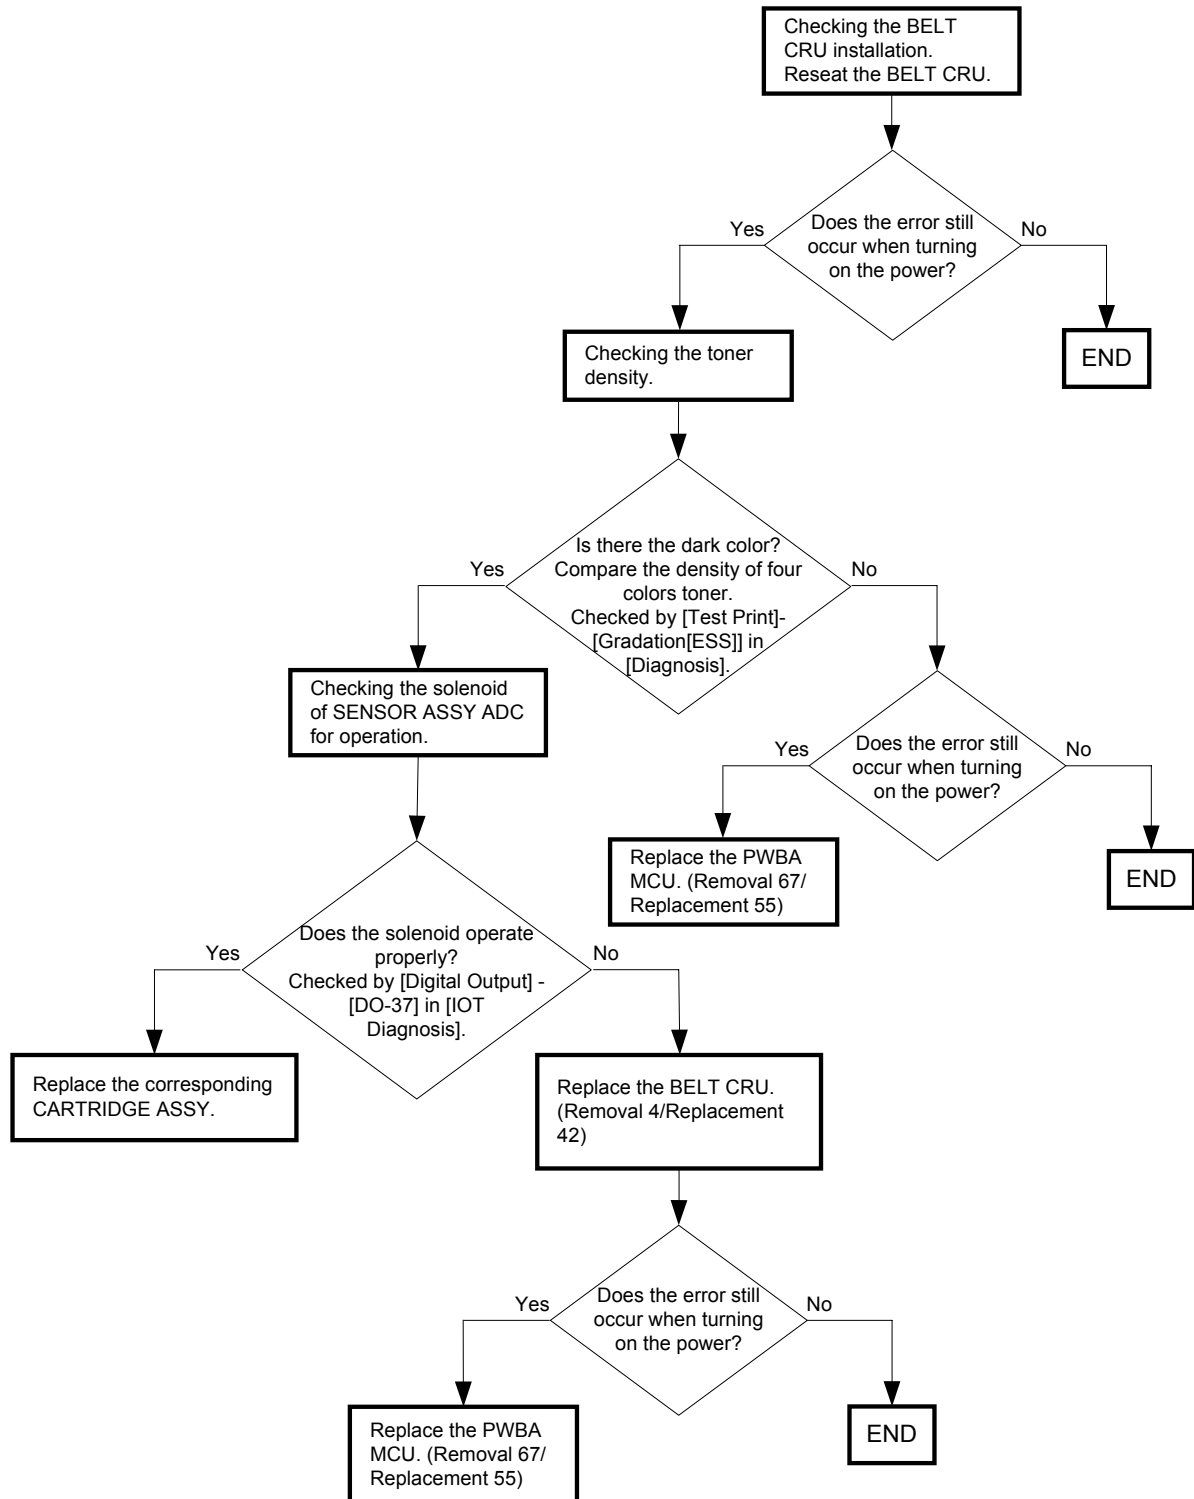 Checking the BELT
CRU installation.
Reseat the BELT CRU.
Does the error still
occur when turning
on the power?
Yes
No
END
Checking the toner
density.
Is there the dark color?
Compare the density of four
colors toner.
Checked by [Test Print]-
[Gradation[ESS]] in
[Diagnosis].
Yes
No
Checking the solenoid
of SENSOR ASSY ADC
for operation.
Does the error still
occur when turning
on the power?
Yes
No
Replace the PWBA
MCU. (Removal 67/
Replacement 55)
END
Does the solenoid operate
properly?
Checked by [Digital Output] -
[DO-37] in [IOT
Diagnosis].
Yes
No
Replace the corresponding
CARTRIDGE ASSY.
Replace the BELT CRU.
(Removal 4/Replacement
42)
Does the error still
occur when turning
on the power?
Yes
No
Replace the PWBA
MCU. (Removal 67/
Replacement 55)
END